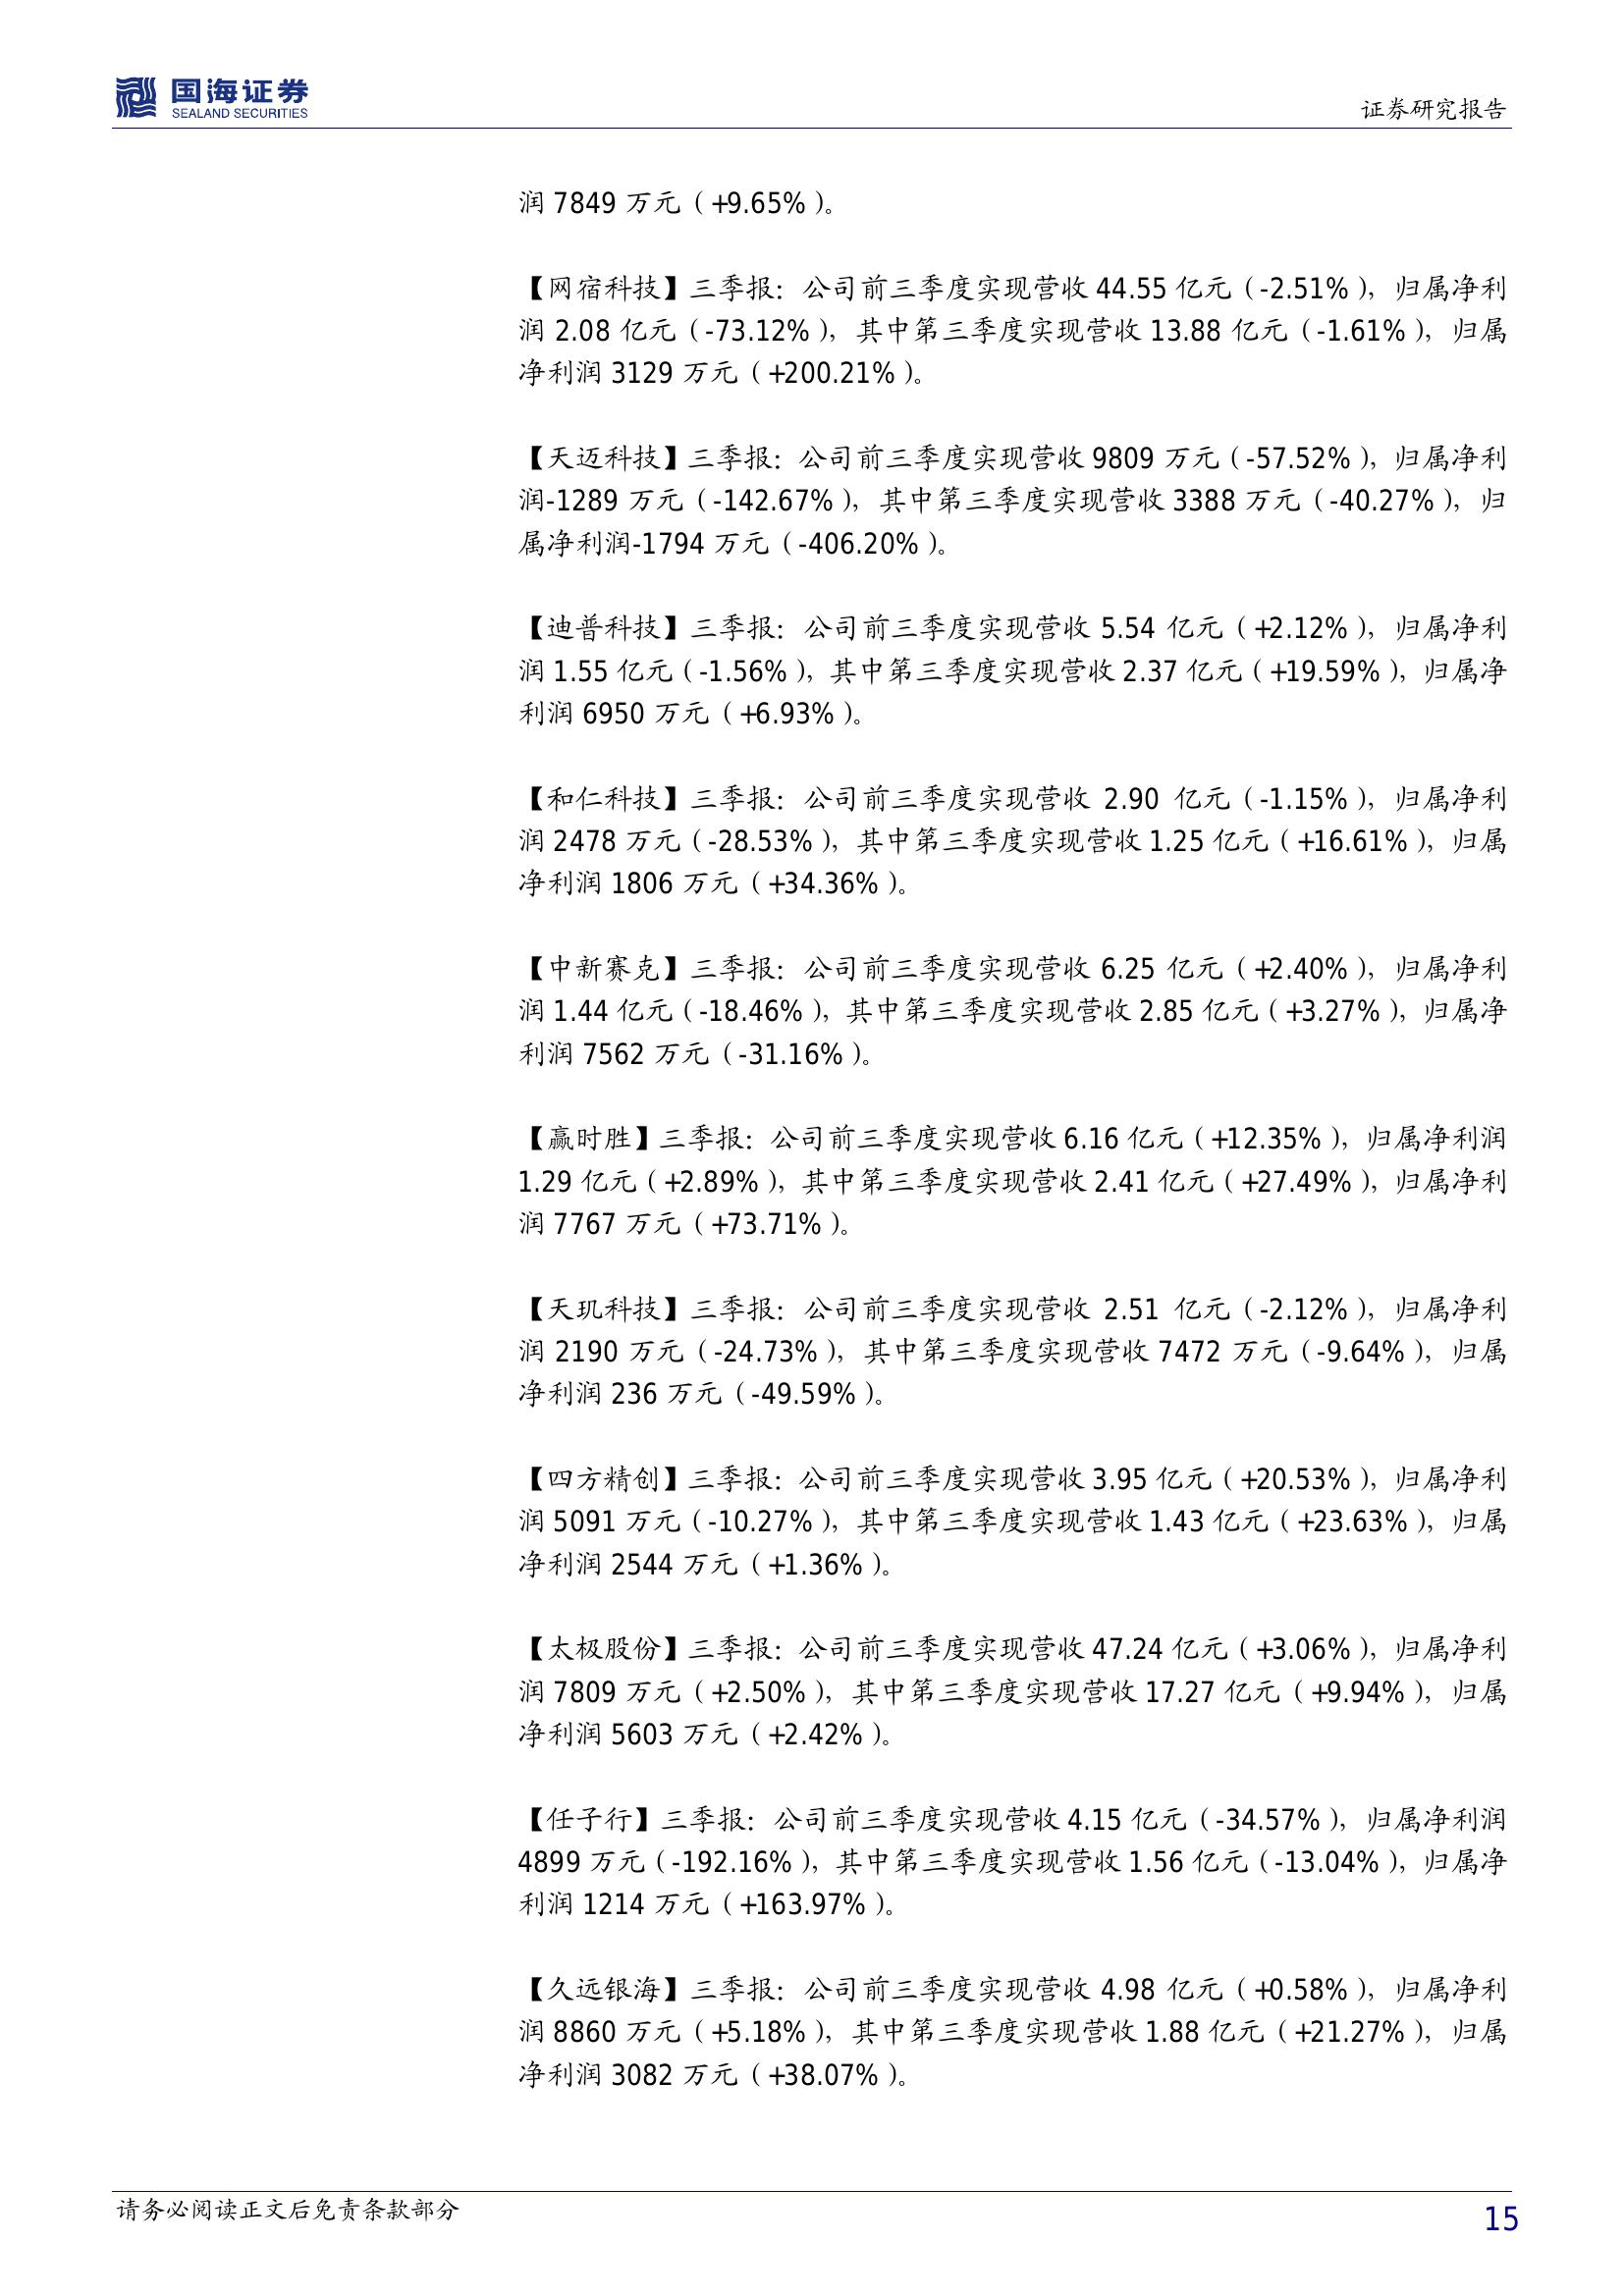 国海证券
SEALAND SECURITIES
证券研究报告
润 7849 万元（+9.65%）。
【网宿科技】三季报：公司前三季度实现营收 44.55 亿元（-2.51%），归属净利
润 2.08 亿元（-73.12%），其中第三季度实现营收 13.88 亿元（-1.61%），归属
净利润 3129 万元（+200.21%）。
【天迈科技】三季报：公司前三季度实现营收 9809 万元（-57.52%），归属净利
润-1289 万元（-142.67%），其中第三季度实现营收 3388 万元（-40.27%），归
属净利润-1794 万元（-406.20%）。
【迪普科技】三季报：公司前三季度实现营收 5.54 亿元（+2.12%），归属净利
润 1.55 亿元（-1.56%），其中第三季度实现营收 2.37 亿元（+19.59%），归属净
利润 6950 万元（+6.93%）。
【和仁科技】三季报：公司前三季度实现营收 2.90 亿元（-1.15%），归属净利
润 2478 万元（-28.53%），其中第三季度实现营收 1.25 亿元（+16.61%），归属
净利润 1806 万元（+34.36%）。
【中新赛克】三季报：公司前三季度实现营收 6.25 亿元（+2.40%），归属净利
润 1.44 亿元（-18.46%），其中第三季度实现营收 2.85 亿元（+3.27%），归属净
利润 7562 万元（-31.16%）。
【赢时胜】三季报：公司前三季度实现营收 6.16 亿元（+12.35%），归属净利润
1.29 亿元（+2.89%），其中第三季度实现营收 2.41 亿元（+27.49%），归属净利
润 7767 万元（+73.71%）。
【天玑科技】三季报：公司前三季度实现营收 2.51 亿元（-2.12%），归属净利
润 2190 万元（-24.73%），其中第三季度实现营收 7472 万元（-9.64%），归属
净利润 236 万元（-49.59%）。
【四方精创】三季报：公司前三季度实现营收 3.95 亿元（+20.53%），归属净利
润 5091 万元（-10.27%），其中第三季度实现营收 1.43 亿元（+23.63%），归属
净利润 2544 万元（+1.36%）。
【太极股份】三季报：公司前三季度实现营收 47.24 亿元（+3.06%），归属净利
润 7809 万元（+2.50%），其中第三季度实现营收 17.27 亿元（+9.94%），归属
净利润 5603 万元（+2.42%）。
【任子行】三季报：公司前三季度实现营收 4.15 亿元（-34.57%），归属净利润
4899 万元（-192.16%），其中第三季度实现营收 1.56 亿元（-13.04%），归属净
利润 1214 万元（+163.97%）。
【久远银海】三季报：公司前三季度实现营收 4.98 亿元（+0.58%），归属净利
润 8860 万元（+5.18%），其中第三季度实现营收 1.88 亿元（+21.27%），归属
净利润 3082 万元（+38.07%）。
请务必阅读正文后免责条款部分
15